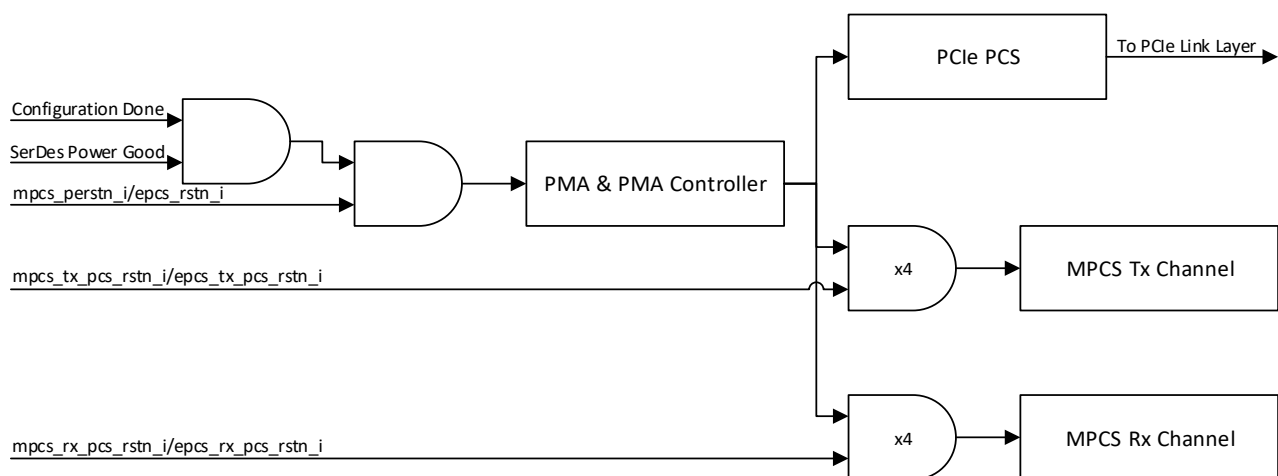 PCIe PCS
To PCIe Link Layer
Configuration Done
SerDes Power Good
mpcs_perstn_i/epcs_rstn_i
PMA & PMA Controller
mpcs_tx_pcs_rstn_i/epcs_tx_pcs_rstn_i
x4
MPCS Tx Channel
mpcs_rx_pcs_rstn_i/epcs_rx_pcs_rstn_i
x4
MPCS Rx Channel